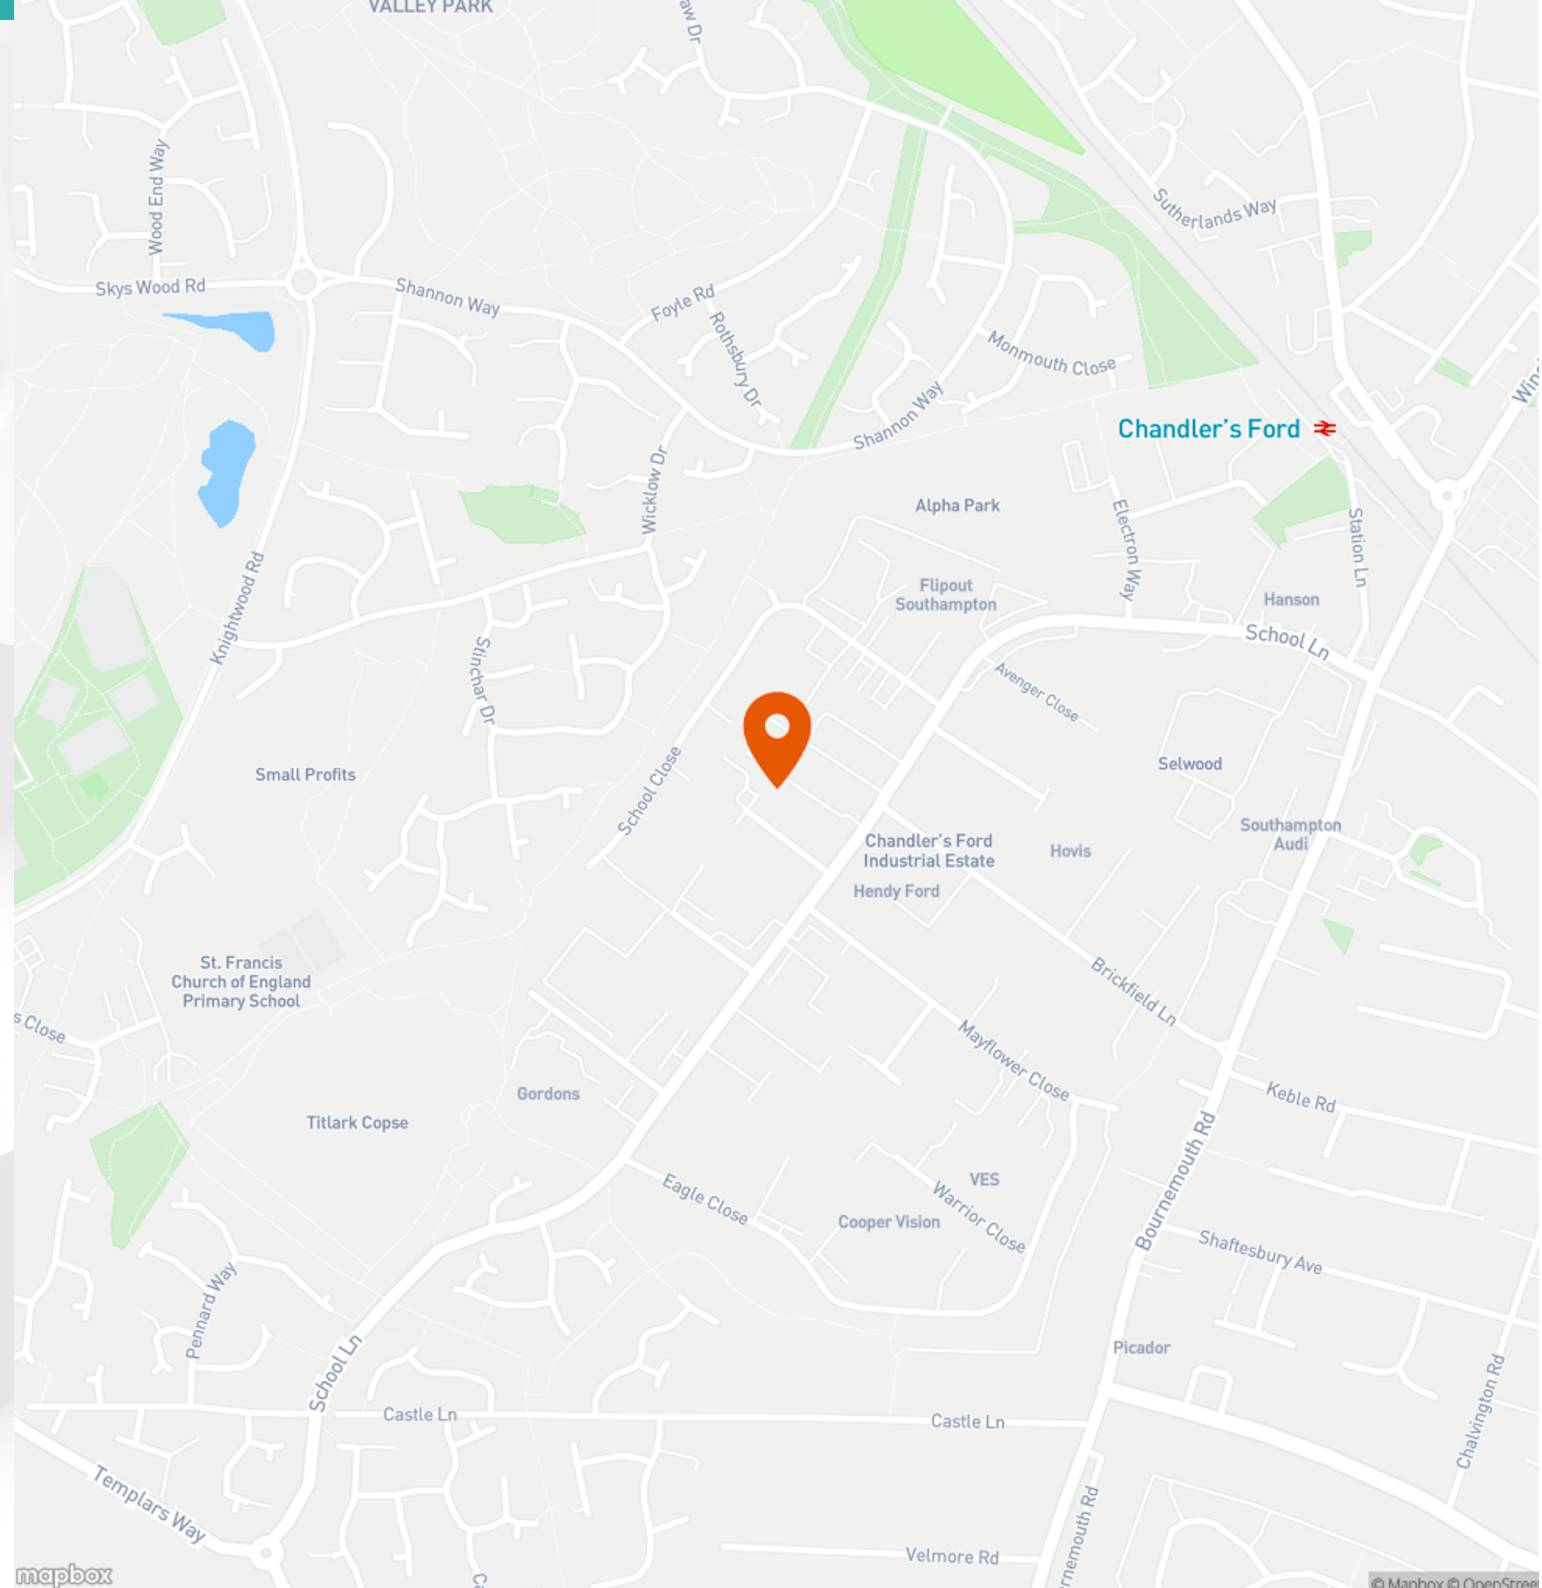 VALLEY PARK
aw Dr
Wood End Way
Sutherlands Way
Skys Wood Rd
Shannon Way
Foyle Rd
Rothsbury Dr
Monmouth Close
Shannon Way
Chandler's Ford
Wicklow Dr
Alpha Park
Electron Way
Station Ln
Knightwood Rd
Flipout
Southampton
Hanson
School Ln
Stinchar Dr
Avenger Close
School Close
Small Profits
Selwood
Southampton
Audi
Chandler's Ford
Industrial Estate
Hovis
Hendy Ford
St. Francis
Church of England
Primary School
s Close
Brickfield Ln
Mayflower Close
Gordons
Keble Rd
Titlark Copse
Bournemouth Rd
VES
Eagle Close
Warrior Close
Cooper Vision
Shaftesbury Ave
Pennard Way
School Ln
Picador
Chalvington Rd
Castle Ln
Castle Ln
Templars Way
rnemouth Rd
Velmore Rd
mapbox
© Mapbox © OpenStree